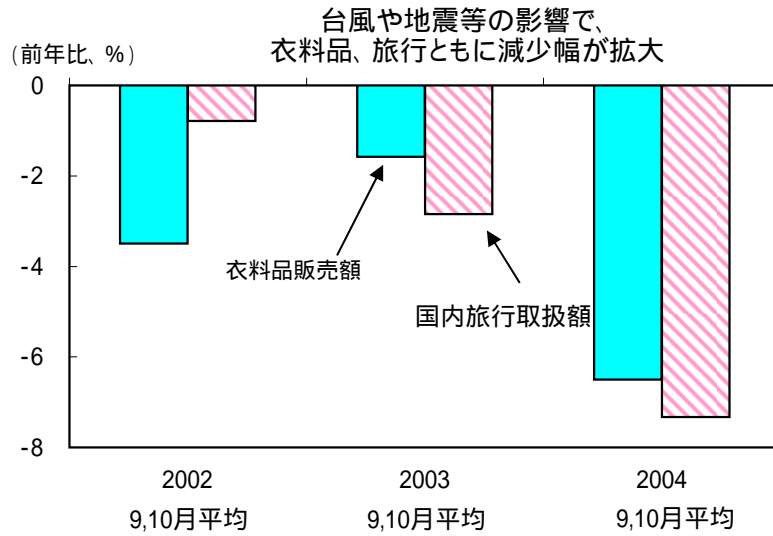 台風や地震等の影響で、
衣料品、旅行ともに減少幅が拡大
(前年比、%)
0
-2
-4
-6
-8
衣料品販売額
国内旅行取扱額
2002
2003
2004
9,10月平均
9,10月平均
9,10月平均